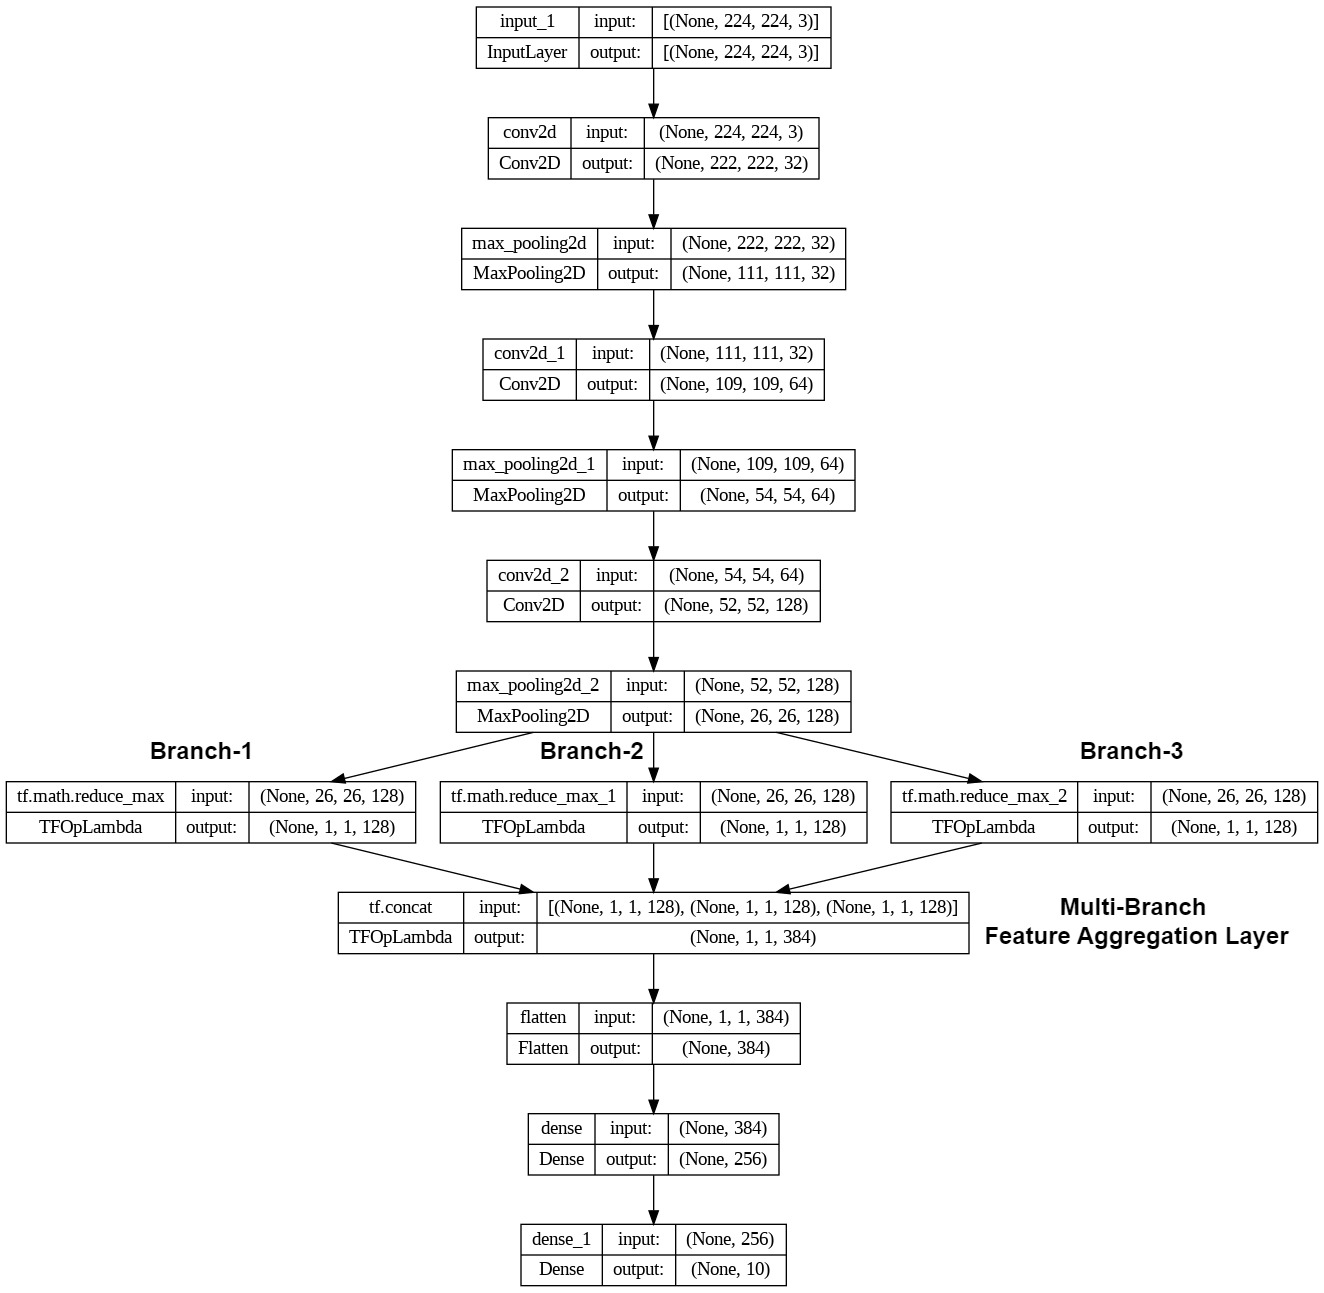 input_1 input: [(None, 224, 224, 3)]
InputLayer output: [(None, 224, 224, 3)]
conv2d input: (None, 224, 224, 3)
Conv2D output: (None, 222, 222, 32)
max_pooling2d input: (None, 222, 222, 32)
MaxPooling2D output: (None, 111, 111, 32)
conv2d_1 input: (None, 111, 111, 32)
Conv2D output: (None, 109, 109, 64)
max_pooling2d_1 input: (None, 109, 109, 64)
MaxPooling2D output: (None, 54, 54, 64)
conv2d_2 input: (None, 54, 54, 64)
Conv2D output: (None, 52, 52, 128)
max_pooling2d_2 input: (None, 52, 52, 128)
MaxPooling2D output: (None, 26, 26, 128)
Branch-1
tf.math.reduce_max input: (None, 26, 26, 128)
TFOpLambda output: (None, 1, 1, 128)
Branch-2
tf.math.reduce_max_1 input: (None, 26, 26, 128)
TFOpLambda output: (None, 1, 1, 128)
Branch-3
tf.math.reduce_max_2 input: (None, 26, 26, 128)
TFOpLambda output: (None, 1, 1, 128)
tf.concat input: [(None, 1, 1, 128), (None, 1, 1, 128), (None, 1, 1, 128)]
TFOpLambda output: (None, 1, 1, 384)
Multi-Branch
Feature Aggregation Layer
flatten input: (None, 1, 1, 384)
Flatten output: (None, 384)
dense input: (None, 384)
Dense output: (None, 256)
dense_1 input: (None, 256)
Dense output: (None, 10)